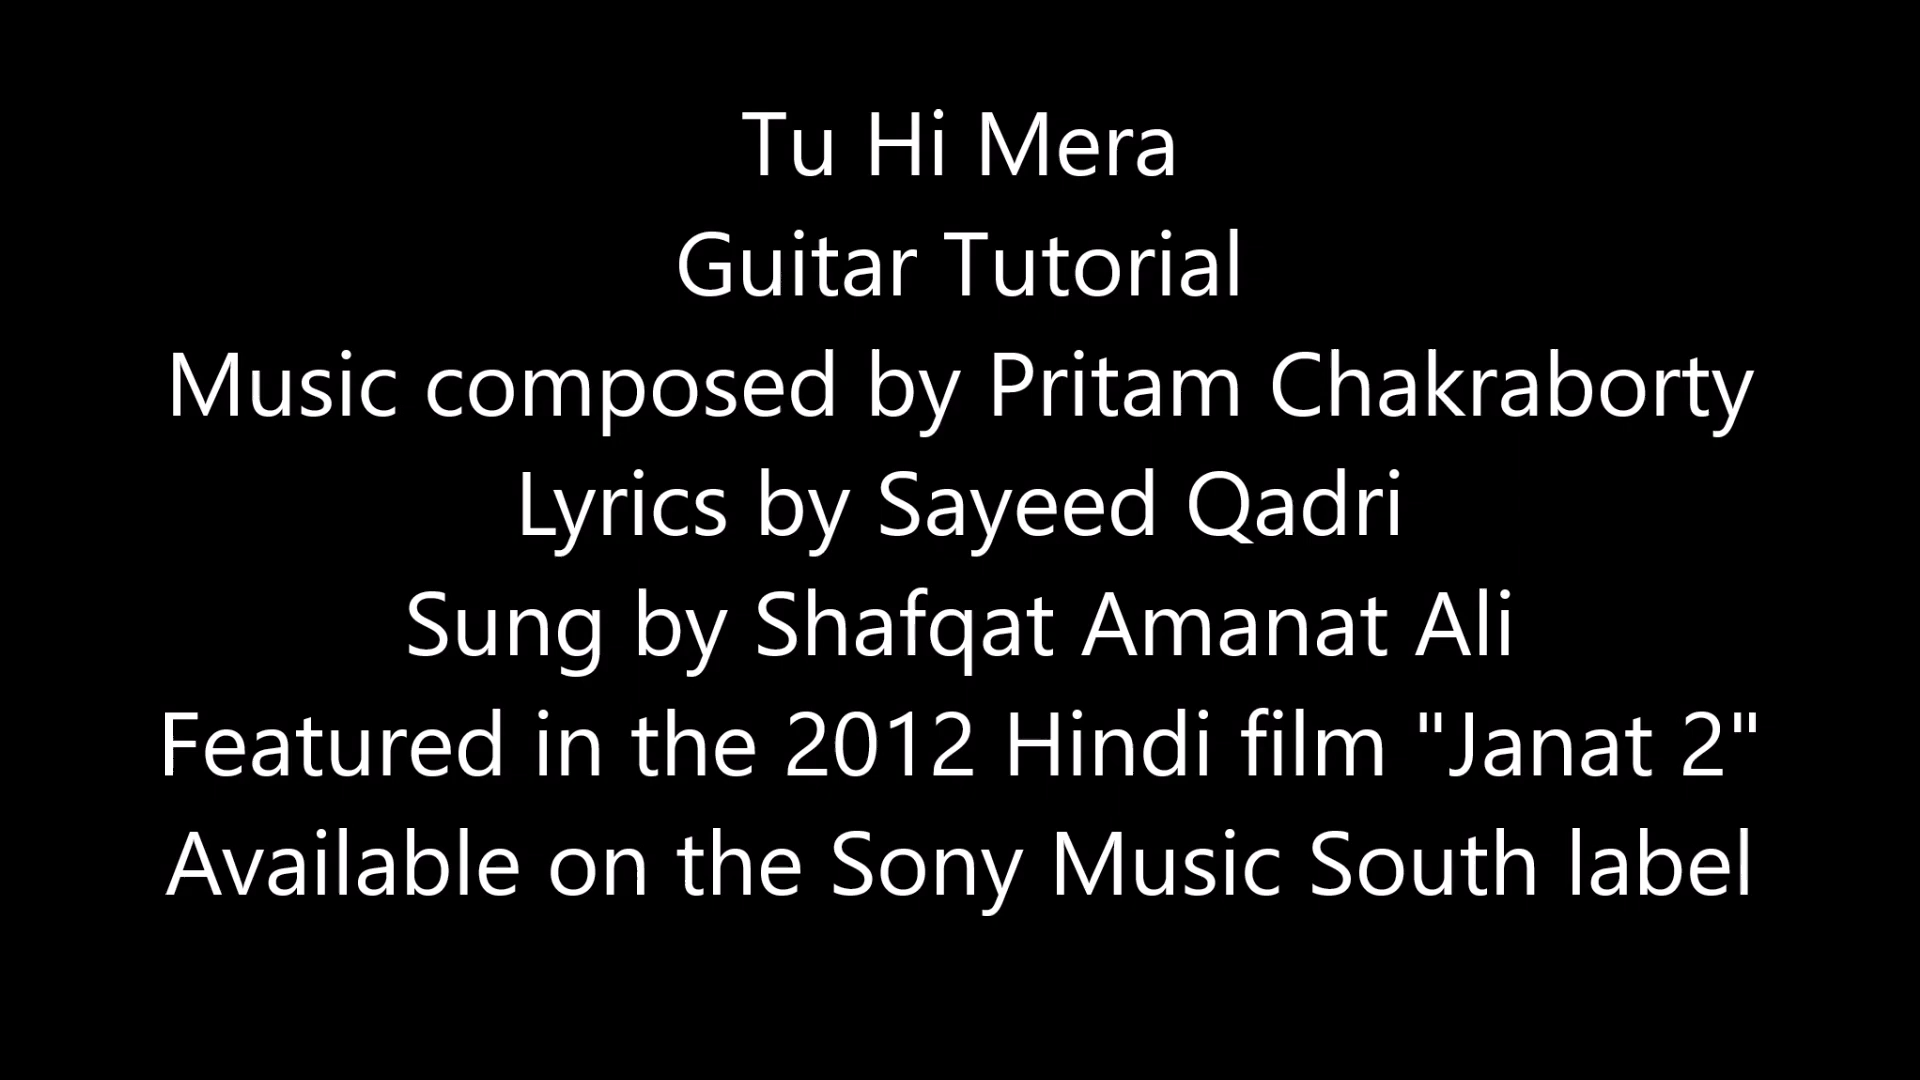 Tu Hi Mera
Guitar Tutorial
Music composed by Pritam Chakraborty
Lyrics by Sayeed Qadri
Sung by Shafqat Amanat Ali
Featured in the 2012 Hindi film "Janat 2"
Available on the Sony Music South label